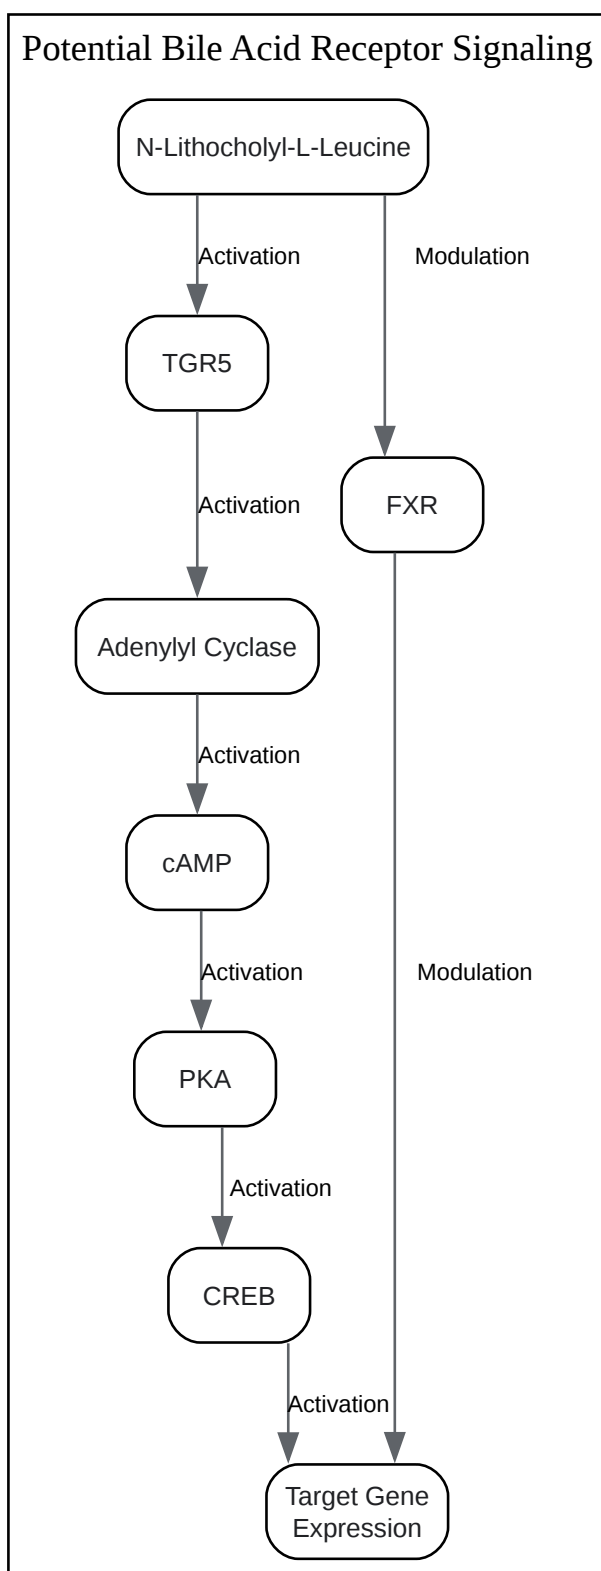 Potential Bile Acid Receptor Signaling
N-Lithocholyl-L-Leucine
Activation
Modulation
TGR5
Activation
FXR
Adenylyl Cyclase
Activation
cAMP
Activation
Modulation
PKA
Activation
CREB
Activation
Target Gene
Expression